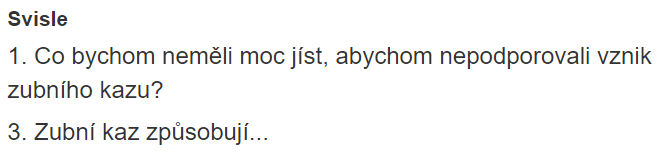 Svisle
1. Co bychom neměli moc jíst, abychom nepodporovali vznik
zubního kazu?
3. Zubní kaz způsobují...